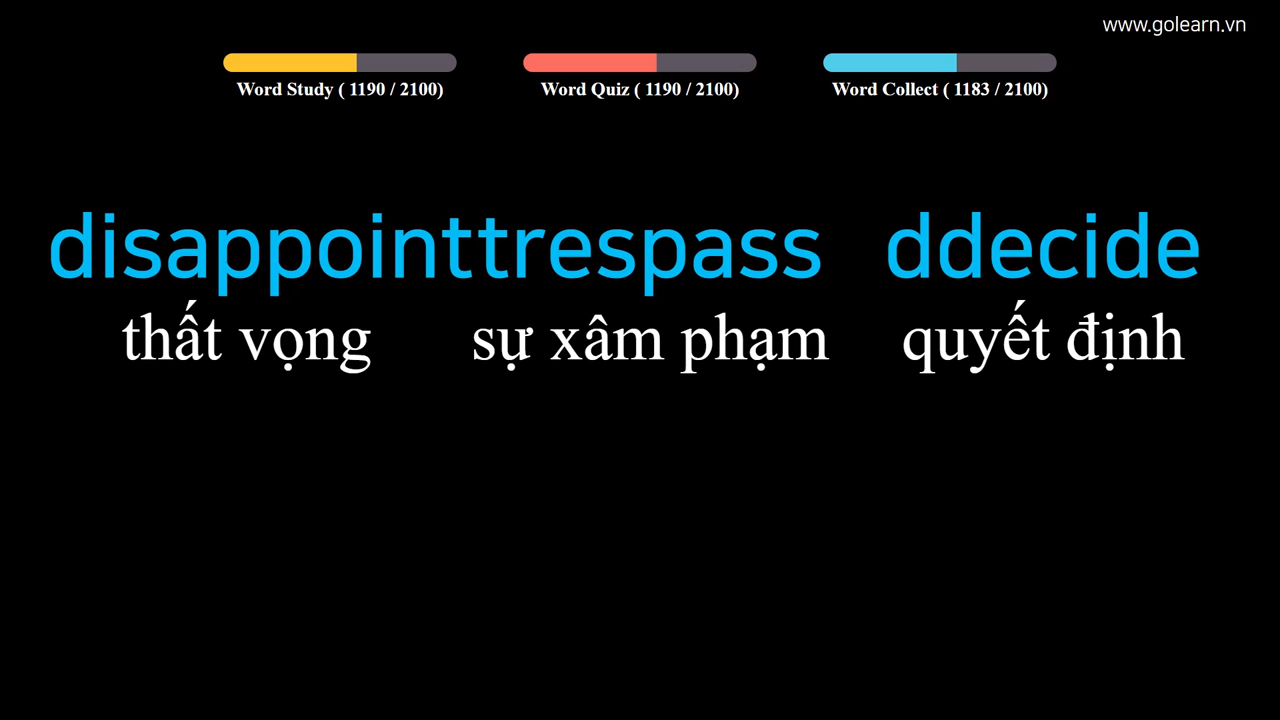 www.golearn.vn
Word Study ( 1190 / 2100) Word Quiz ( 1190 / 2100) Word Collect ( 1183 / 2100)
disappointtrespass ddecide
thất vọng sự xâm phạm quyết định